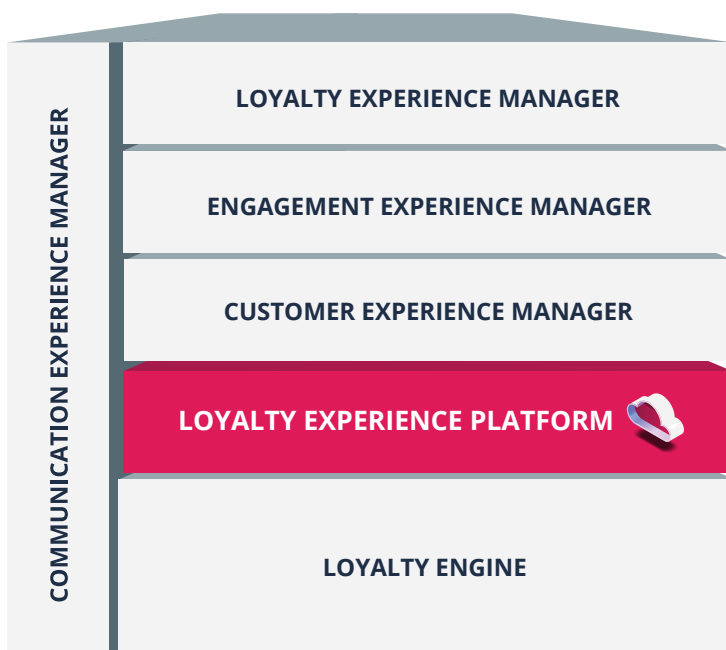 COMMUNICATION EXPERIENCE MANAGER
LOYALTY EXPERIENCE MANAGER
ENGAGEMENT EXPERIENCE MANAGER
CUSTOMER EXPERIENCE MANAGER
LOYALTY EXPERIENCE PLATFORM
LOYALTY ENGINE